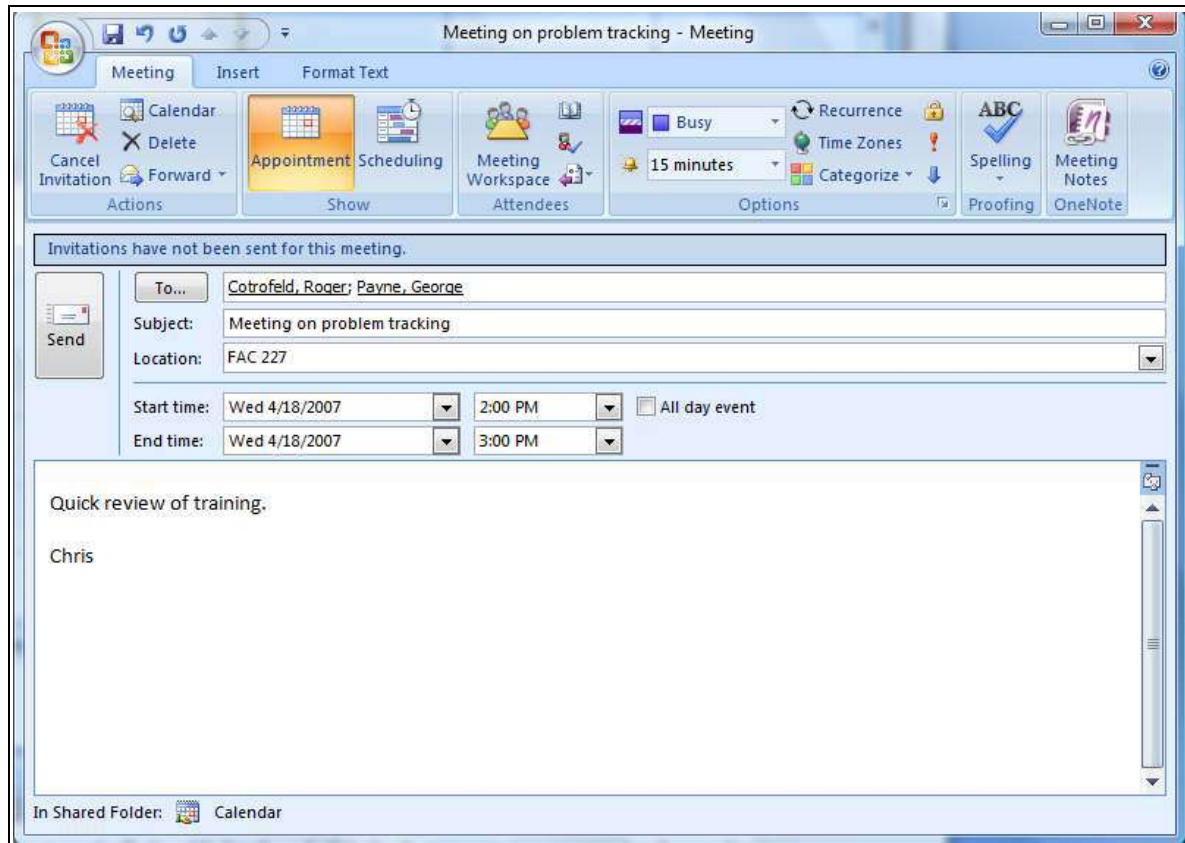 Meeting on problem tracking - Meeting
Meeting Insert Format Text
Cancel Invitation
Calendar
Delete
Forward
Actions
Appointment Scheduling
Show
Meeting Workspace
Attendees
Busy
15 minutes
Recurrence
Time Zones
Categorize
Options
ABC
Spelling
Proofing
Meeting Notes
OneNote
Invitations have not been sent for this meeting.
Send
To... Cotrofeld, Roger; Payne, George
Subject: Meeting on problem tracking
Location: FAC 227
Start time: Wed 4/18/2007 2:00 PM All day event
End time: Wed 4/18/2007 3:00 PM
Quick review of training.
Chris
In Shared Folder: Calendar